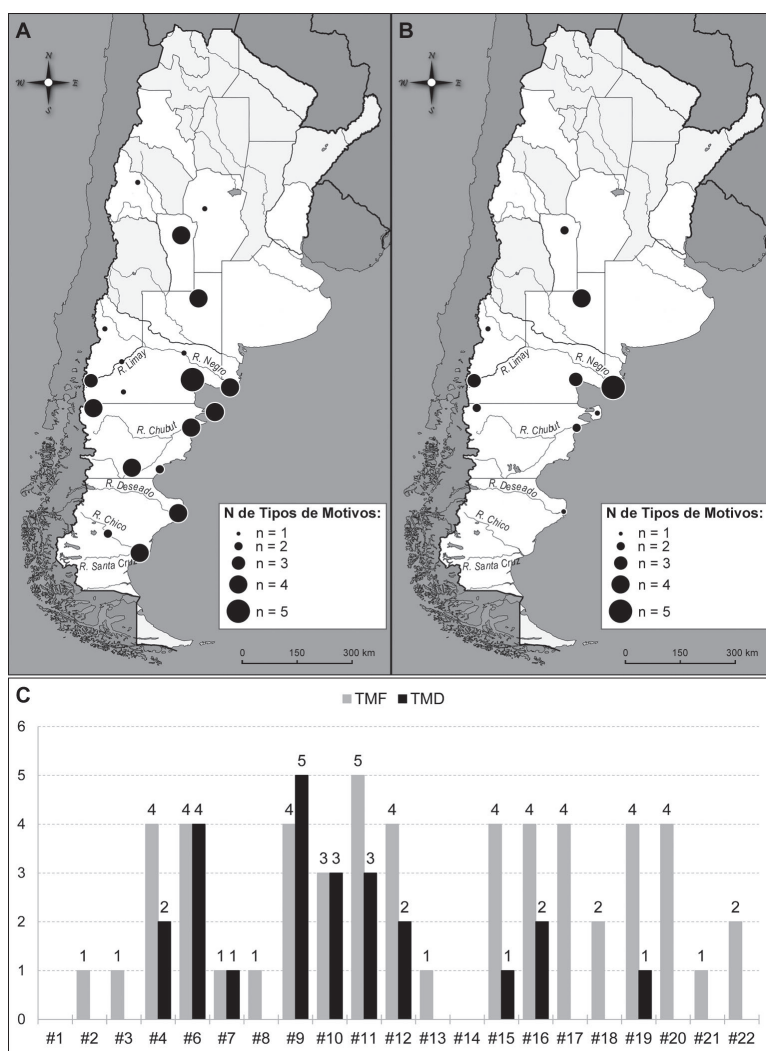 A
N
W E
S
R. Limay
R. Negro
R. Chubut
R. Deseado
R. Chico
R. Santa Cruz
N de Tipos de Motivos:
n = 1
n = 2
n = 3
n = 4
n = 5
0 150 300 km
B
N
W E
S
R. Limay
R. Negro
R. Chubut
R. Deseado
R. Chico
R. Santa Cruz
N de Tipos de Motivos:
n = 1
n = 2
n = 3
n = 4
n = 5
0 150 300 km
C
TMF TMD
6
5
4
3
2
1
0
1 1 4 2 4 4 1 1 1 4 5 3 3 5 3 4 2 1 4 1 4 2 4 2 4 1 4 1 2
#1 #2 #3 #4 #6 #7 #8 #9 #10 #11 #12 #13 #14 #15 #16 #17 #18 #19 #20 #21 #22